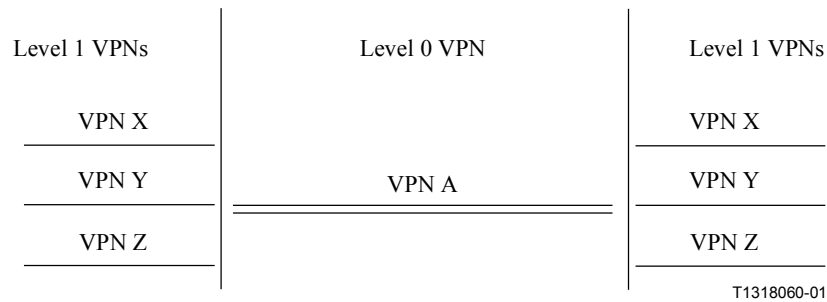 Level 1 VPNs
Level 0 VPN
Level 1 VPNs
VPN X
VPN X
VPN Y
VPN A
VPN Y
VPN Z
VPN Z
T1318060-01